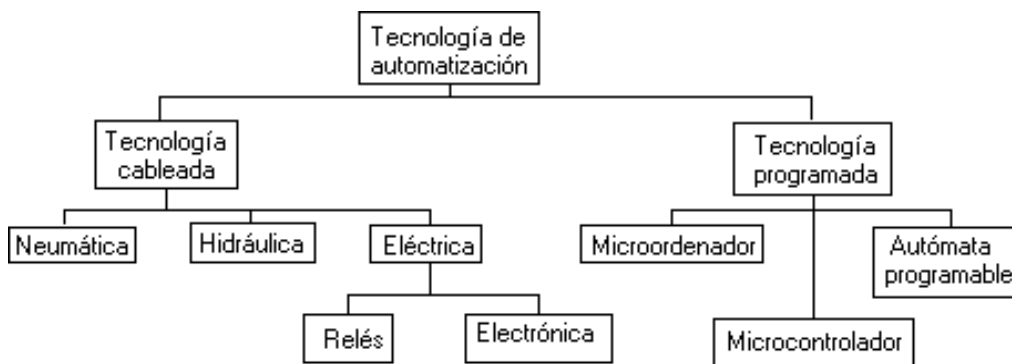 Tecnología de
automatización
Tecnología
cableada
Tecnología
programada
Neumática
Hidráulica
Eléctrica
Microordenador
Autómata
programable
Relés
Electrónica
Microcontrolador